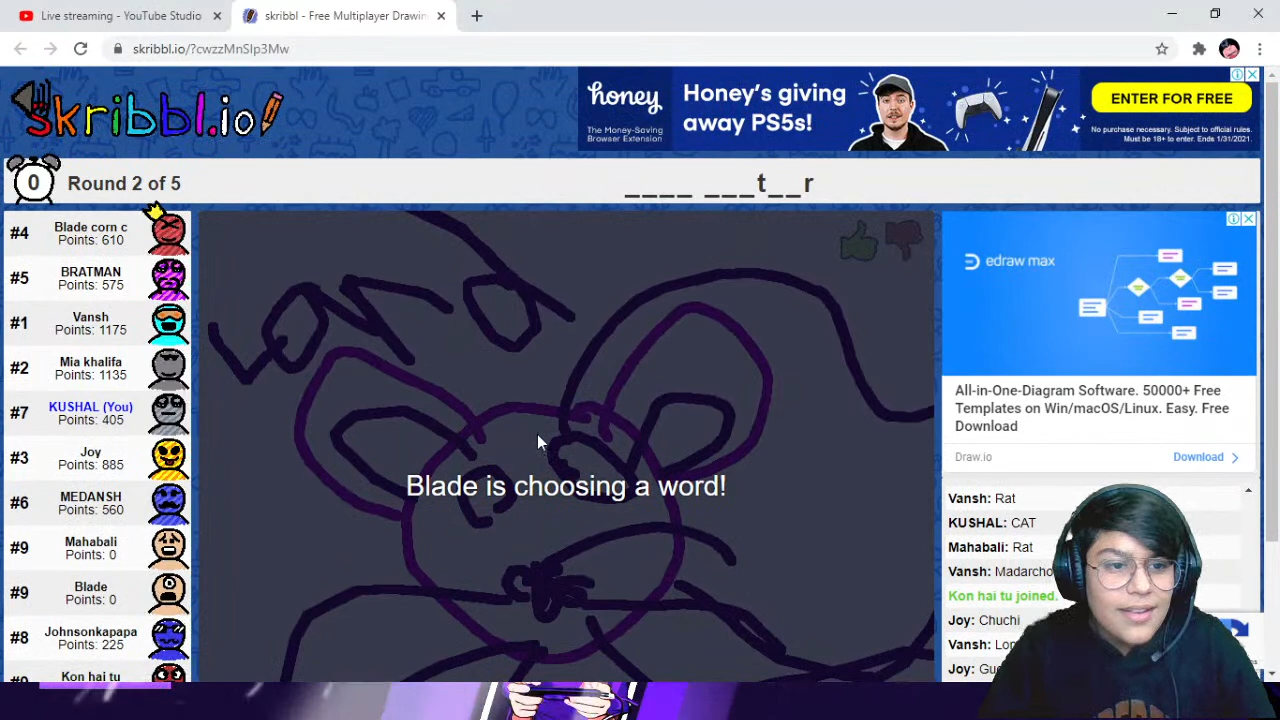 Live streaming - YouTube Studio
skribbl - Free Multiplayer Drawin
skribbl.io/?cwzzMnSlp3Mw
skribbl.io
honey
The Money-Saving
Browser Extension
Honey's giving
away PS5s!
ENTER FOR FREE
No purchase necessary. Subject to official rules.
Must be 18+ to enter. Ends 1/31/2021.
0
Round 2 of 5
____ ___t__r
#4 Blade corn c
Points: 610
#5 BRATMAN
Points: 575
#1 Vansh
Points: 1175
#2 Mia khalifa
Points: 1135
#7 KUSHAL (You)
Points: 405
#3 Joy
Points: 885
#6 MEDANSH
Points: 560
#9 Mahabali
Points: 0
#9 Blade
Points: 0
#8 Johnsonkapapa
Points: 225
Kon hai tu
Blade is choosing a word!
edraw max
All-in-One-Diagram Software. 50000+ Free
Templates on Win/macOS/Linux. Easy. Free
Download
Draw.io
Download
Vansh: Rat
KUSHAL: CAT
Mahabali: Rat
Vansh: Madarcho
Kon hai tu joined.
Joy: Chuchi
Vansh:
Joy: